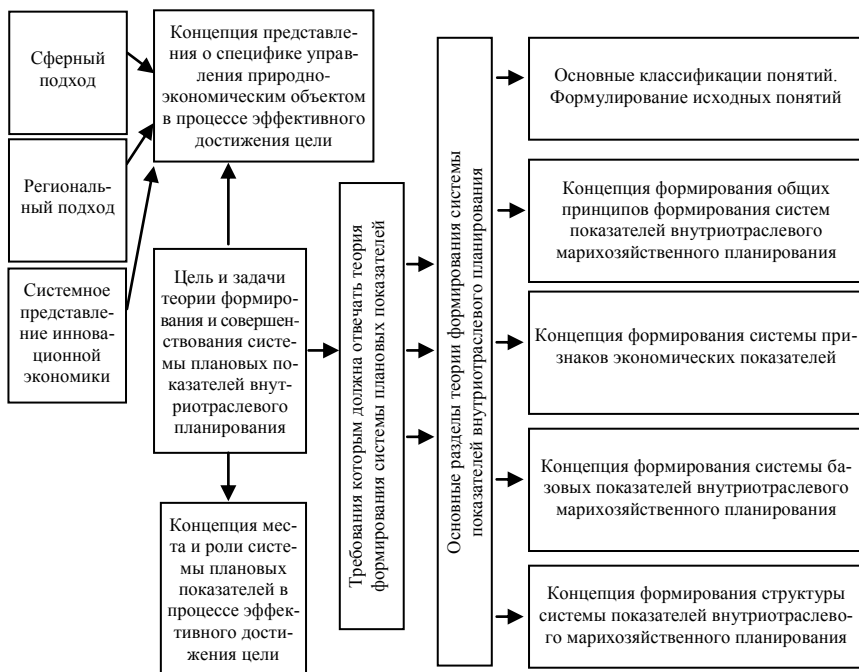 Сферный
подход
Региональ-
ный подход
Системное
представле-
ние иннова-
ционной
экономики
Концепция представле-
ния о специфике управ-
ления природно-
экономическим объектом
в процессе эффективного
достижения цели
Цель и задачи
теории формиро-
вания и совершен-
ствования систе-
мы плановых по-
казателей внут-
риотраслевого
планирования
Концепция мес-
та и роли систе-
мы плановых
показателей в
процессе эффек-
тивного дости-
жения цели
Требования которым должна отвечать теория
формирования системы плановых показателей
Основные разделы теории формирования системы
показателей внутриотраслевого планирования
Основные классификации понятий.
Формулирование исходных понятий
Концепция формирования общих
принципов формирования систем
показателей внутриотраслевого
марихозяйственного планирования
Концепция формирования системы при-
знаков экономических показателей
Концепция формирования системы ба-
зовых показателей внутриотраслевого
марихозяйственного планирования
Концепция формирования структуры
системы показателей внутриотраслево-
го марихозяйственного планирования